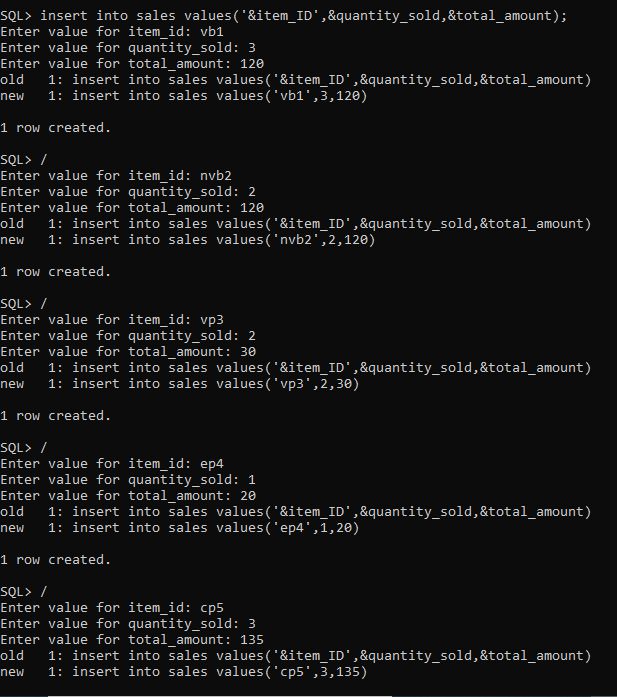 SQL> insert into sales values('&item_ID',&quantity_sold,&total_amount);
Enter value for item_id: vb1
Enter value for quantity_sold: 3
Enter value for total_amount: 120
old   1: insert into sales values('&item_ID',&quantity_sold,&total_amount)
new   1: insert into sales values('vb1',3,120)

1 row created.

SQL> /
Enter value for item_id: nvb2
Enter value for quantity_sold: 2
Enter value for total_amount: 120
old   1: insert into sales values('&item_ID',&quantity_sold,&total_amount)
new   1: insert into sales values('nvb2',2,120)

1 row created.

SQL> /
Enter value for item_id: vp3
Enter value for quantity_sold: 2
Enter value for total_amount: 30
old   1: insert into sales values('&item_ID',&quantity_sold,&total_amount)
new   1: insert into sales values('vp3',2,30)

1 row created.

SQL> /
Enter value for item_id: ep4
Enter value for quantity_sold: 1
Enter value for total_amount: 20
old   1: insert into sales values('&item_ID',&quantity_sold,&total_amount)
new   1: insert into sales values('ep4',1,20)

1 row created.

SQL> /
Enter value for item_id: cp5
Enter value for quantity_sold: 3
Enter value for total_amount: 135
old   1: insert into sales values('&item_ID',&quantity_sold,&total_amount)
new   1: insert into sales values('cp5',3,135)